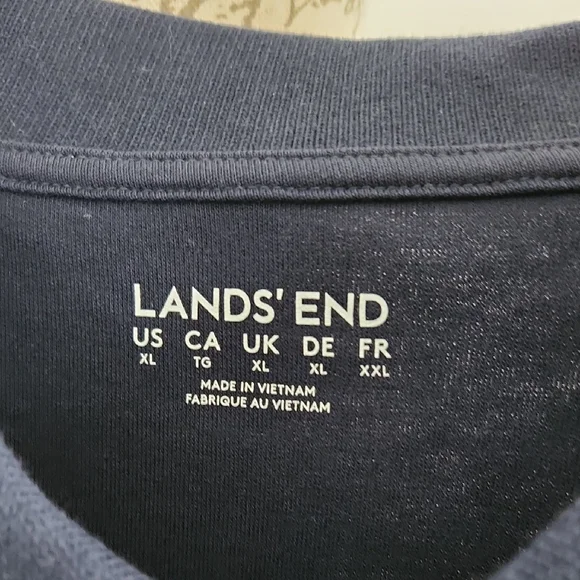 LANDS' END
US CA UK DE FR
XL TG XL XL XXL
MADE IN VIETNAM
FABRIQUE AU VIETNAM